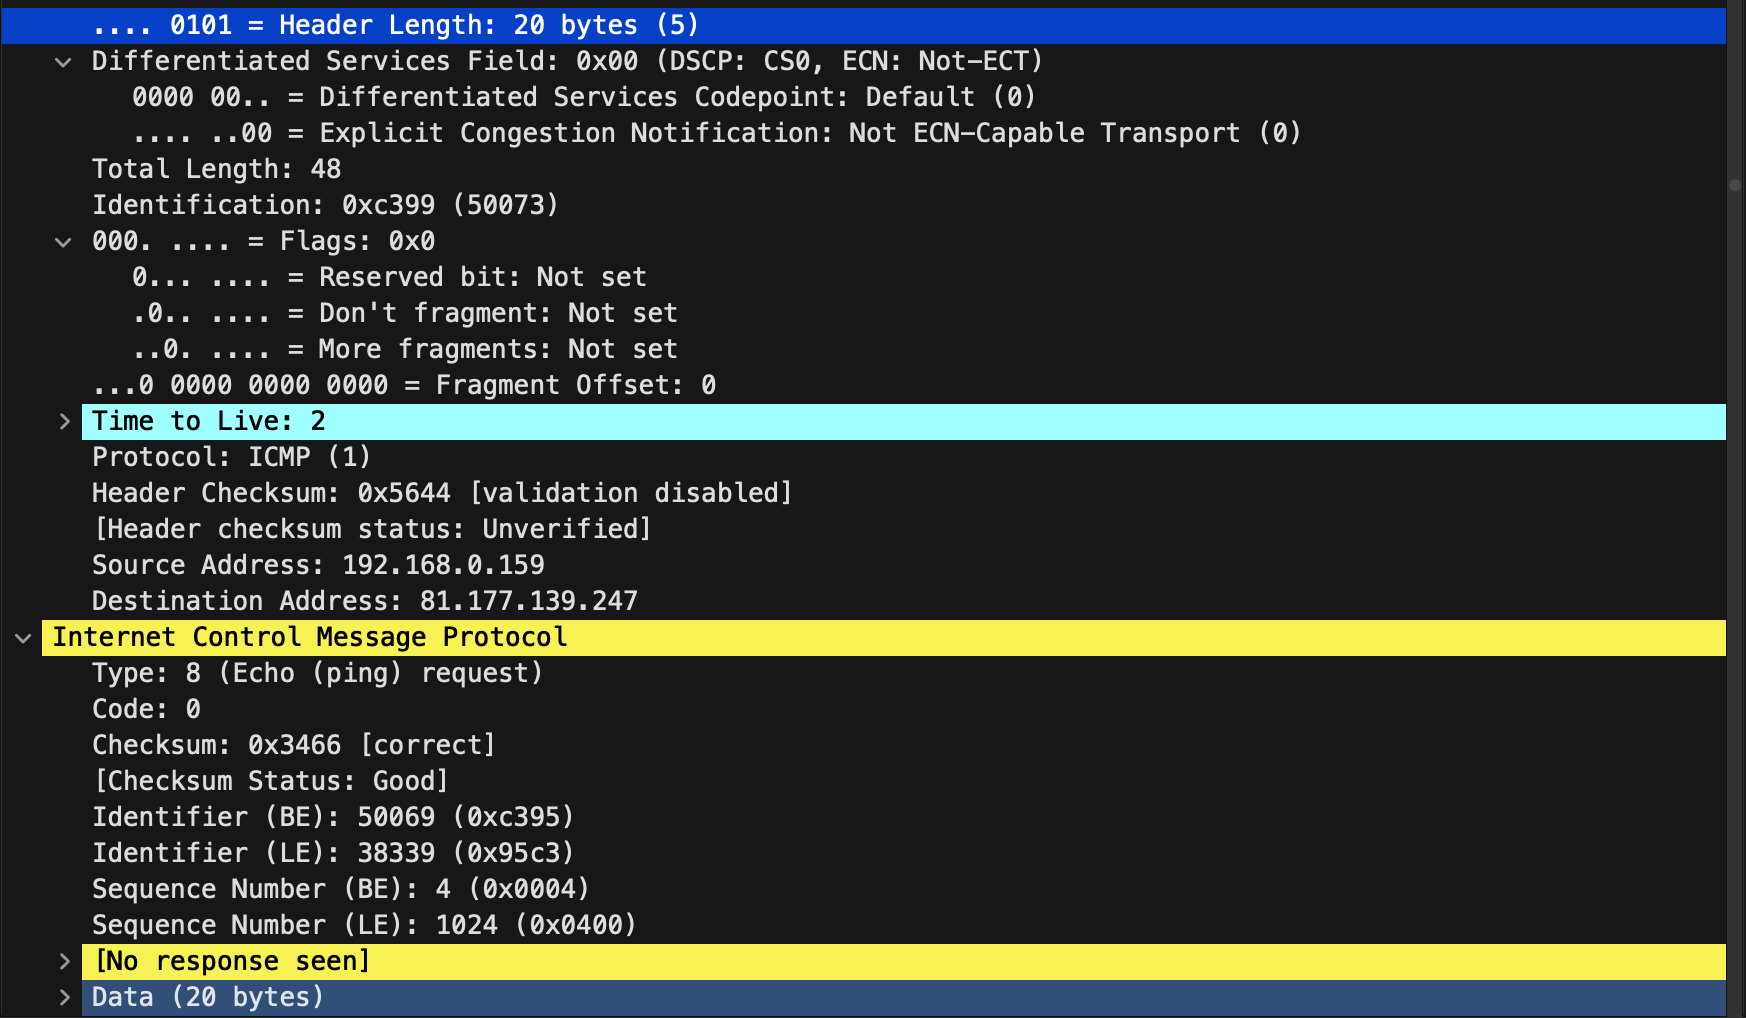 .... 0101 = Header Length: 20 bytes (5)
Differentiated Services Field: 0x00 (DSCP: CS0, ECN: Not-ECT)
0000 00.. = Differentiated Services Codepoint: Default (0)
.... ..00 = Explicit Congestion Notification: Not ECN-Capable Transport (0)
Total Length: 48
Identification: 0xc399 (50073)
000. .... = Flags: 0x0
0... .... = Reserved bit: Not set
.0.. .... = Don't fragment: Not set
..0. .... = More fragments: Not set
...0 0000 0000 0000 = Fragment Offset: 0
Time to Live: 2
Protocol: ICMP (1)
Header Checksum: 0x5644 [validation disabled]
[Header checksum status: Unverified]
Source Address: 192.168.0.159
Destination Address: 81.177.139.247
Internet Control Message Protocol
Type: 8 (Echo (ping) request)
Code: 0
Checksum: 0x3466 [correct]
[Checksum Status: Good]
Identifier (BE): 50069 (0xc395)
Identifier (LE): 38339 (0x95c3)
Sequence Number (BE): 4 (0x0004)
Sequence Number (LE): 1024 (0x0400)
[No response seen]
Data (20 bytes)